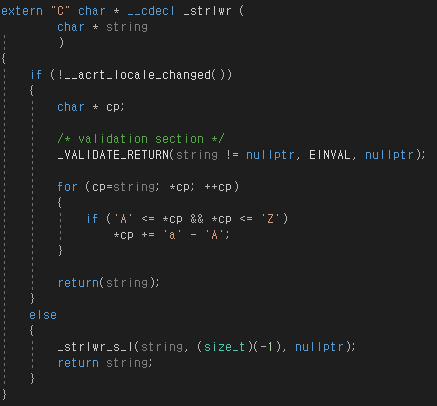 extern "C" char * __cdecl _strlwr (
char * string
)
{
if (!__acrt_locale_changed())
{
char * cp;
/* validation section */
_VALIDATE_RETURN(string != nullptr, EINVAL, nullptr);
for (cp=string; *cp; ++cp)
{
if ('A' <= *cp && *cp <= 'Z')
*cp += 'a' - 'A';
}
return(string);
}
else
{
_strlwr_s_l(string, (size_t)(-1), nullptr);
return string;
}
}